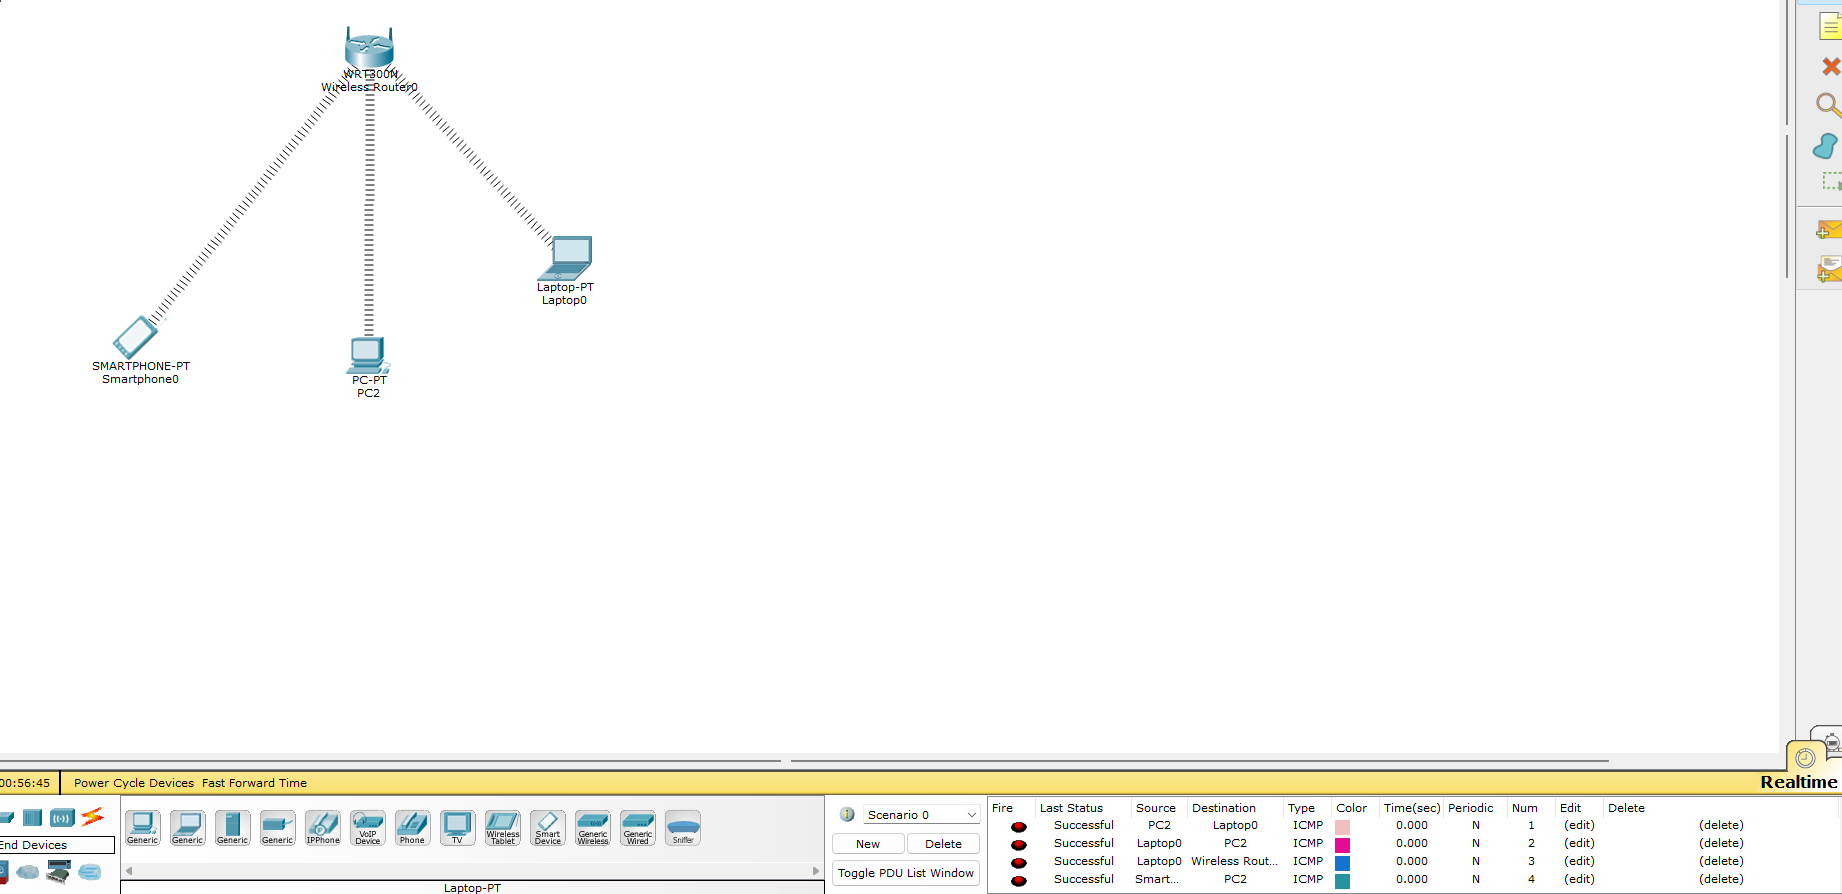 WRT300N
Wireless Router0
Laptop-PT
Laptop0
SMARTPHONE-PT
Smartphone0
PC-PT
PC2
00:56:45 Power Cycle Devices Fast Forward Time
Realtime
End Devices
Generic Generic Generic Generic IPPhone VoIP Device Phone TV Wireless Tablet Smart Device Generic Wireless Generic Wired Sniffer
Laptop-PT
Scenario 0
New Delete
Toggle PDU List Window
Fire Last Status Source Destination Type Color Time(sec) Periodic Num Edit Delete
Successful PC2 Laptop0 ICMP 0.000 N 1 (edit) (delete)
Successful Laptop0 PC2 ICMP 0.000 N 2 (edit) (delete)
Successful Laptop0 Wireless Rout... ICMP 0.000 N 3 (edit) (delete)
Successful Smart... PC2 ICMP 0.000 N 4 (edit) (delete)